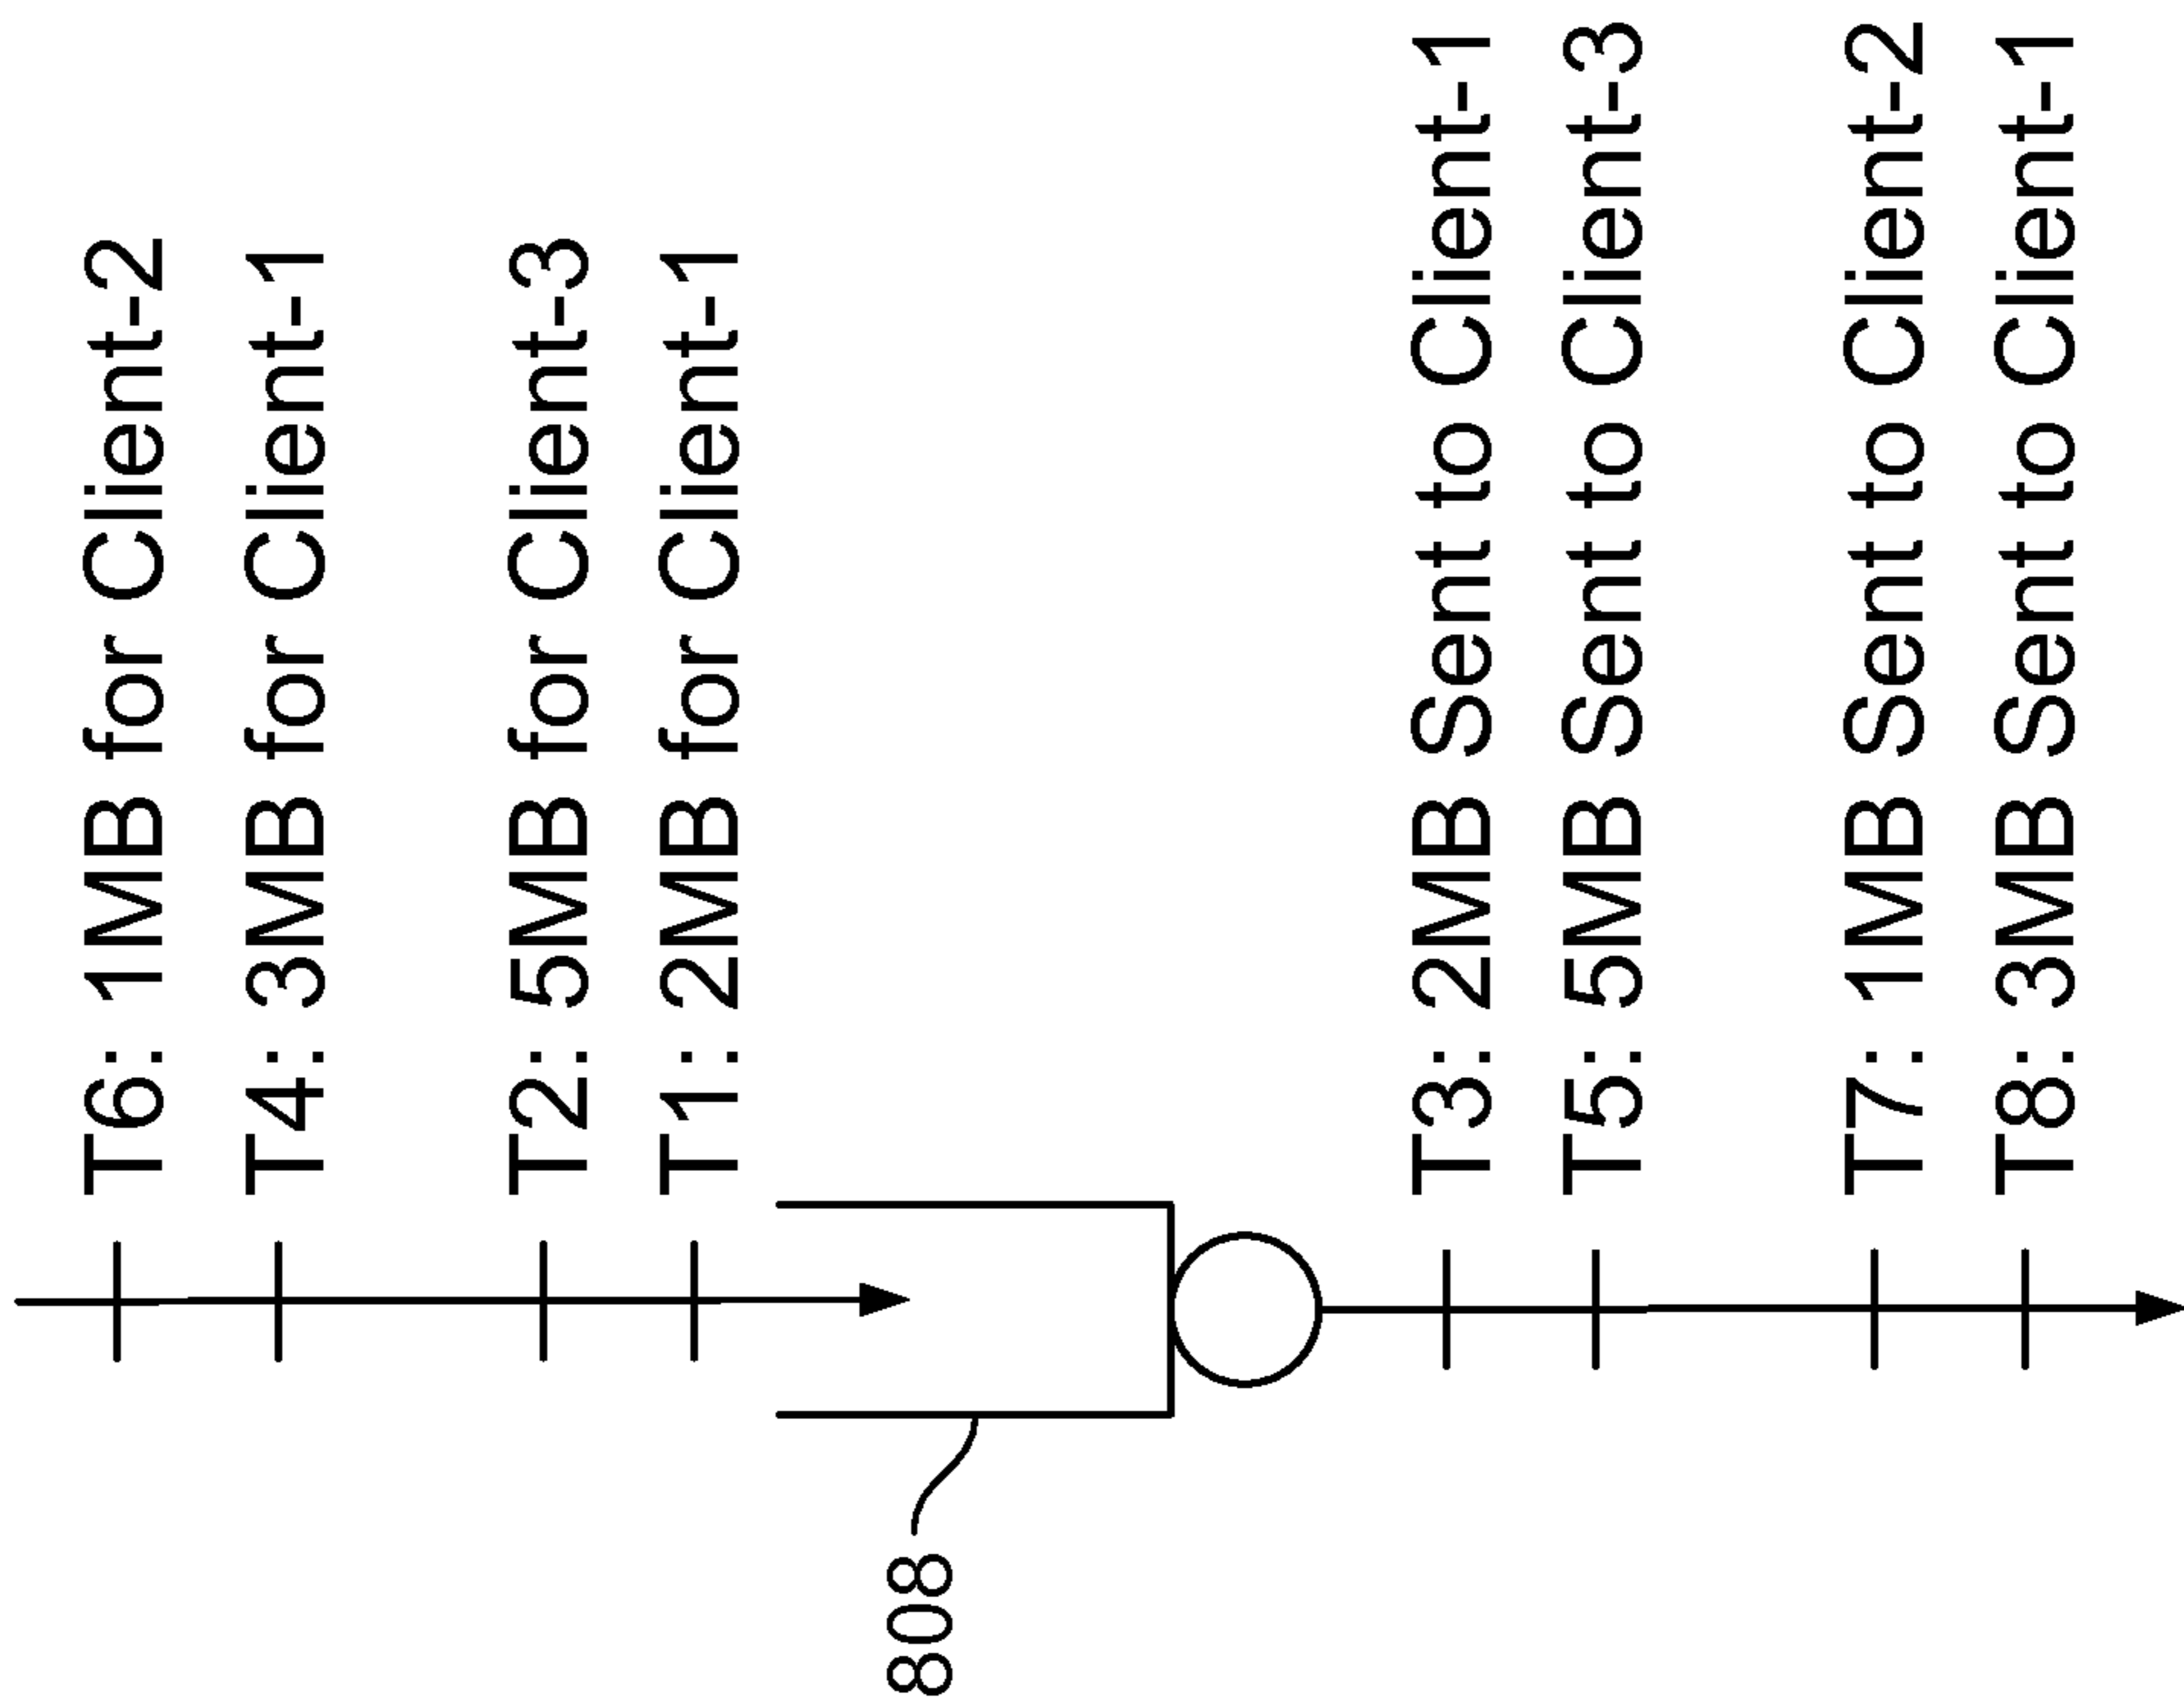 T6: 1MB for Client-2
T4: 3MB for Client-1
T2: 5MB for Client-3
T1: 2MB for Client-1
808
T3: 2MB Sent to Client-1
T5: 5MB Sent to Client-3
T7: 1MB Sent to Client-2
T8: 3MB Sent to Client-1